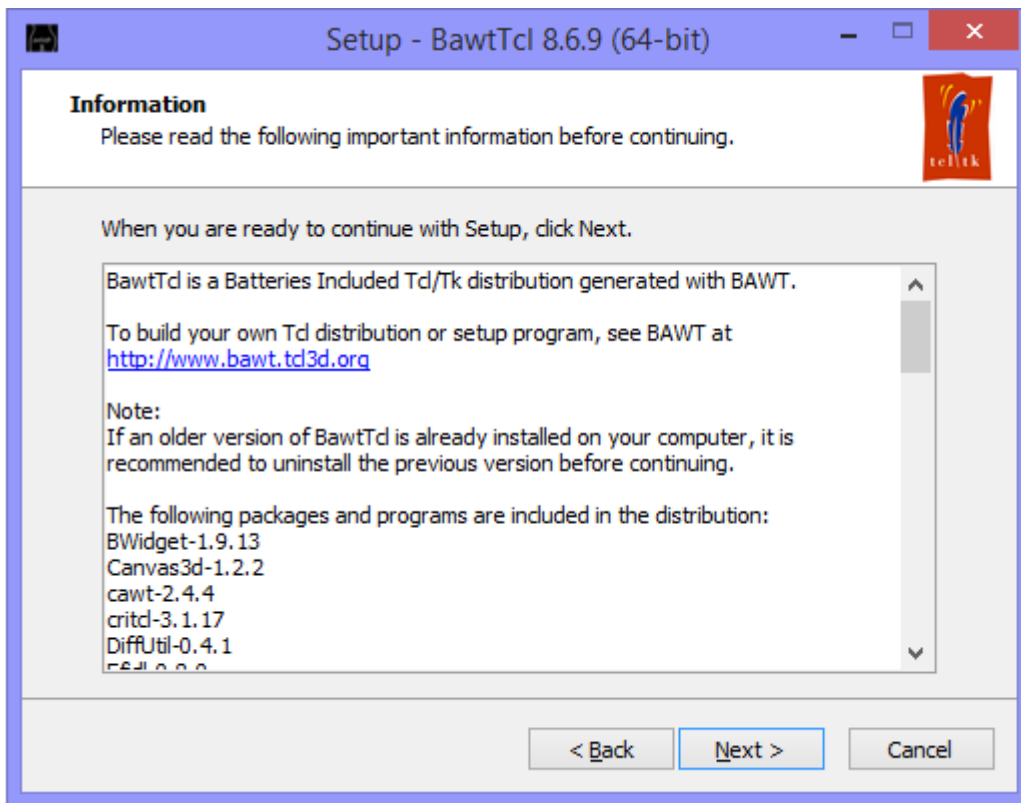 Setup - BawtTcl 8.6.9 (64-bit)
Information
Please read the following important information before continuing.
tcl\tk
When you are ready to continue with Setup, click Next.
BawtTcl is a Batteries Included Tcl/Tk distribution generated with BAWT.
To build your own Tcl distribution or setup program, see BAWT at
http://www.bawt.tcl3d.org
Note:
If an older version of BawtTcl is already installed on your computer, it is
recommended to uninstall the previous version before continuing.
The following packages and programs are included in the distribution:
BWidget-1.9.13
Canvas3d-1.2.2
cawt-2.4.4
critcl-3.1.17
DiffUtil-0.4.1
< Back
Next >
Cancel